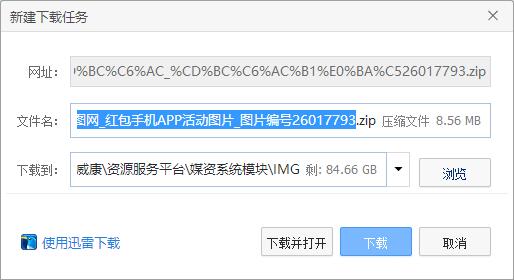 新建下载任务
网址: %BC%C6%AC_%CD%BC%C6%AC%B1%E0%BA%C526017793.zip
文件名: 图网_红包手机APP活动图片_图片编号26017793.zip 压缩文件 8.56 MB
下载到: 威康\资源服务平台\媒资系统模块\IMG 剩: 84.66 GB 浏览
使用迅雷下载 下载并打开 下载 取消